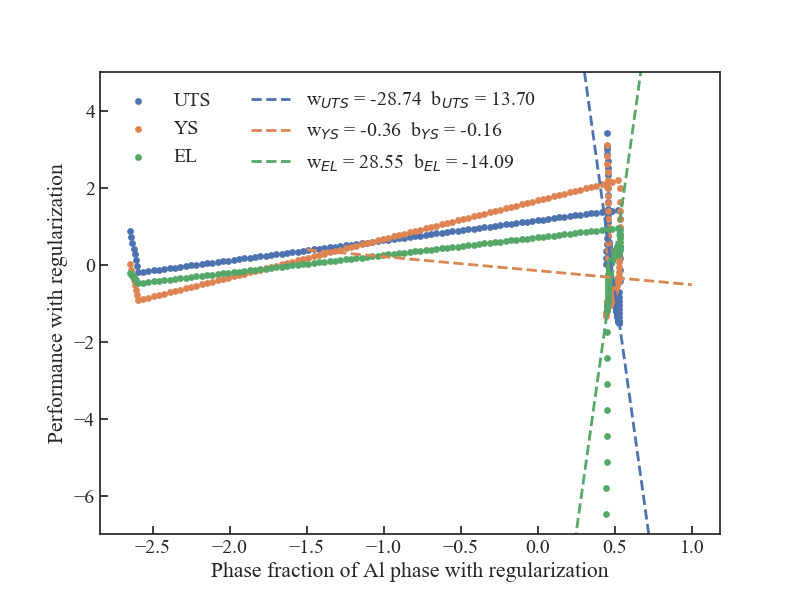 UTS
YS
EL
w_UTS = -28.74 b_UTS = 13.70
w_YS = -0.36 b_YS = -0.16
w_EL = 28.55 b_EL = -14.09
4
2
0
−2
−4
−6
Performance with regularization
−2.5 −2.0 −1.5 −1.0 −0.5 0.0 0.5 1.0
Phase fraction of Al phase with regularization